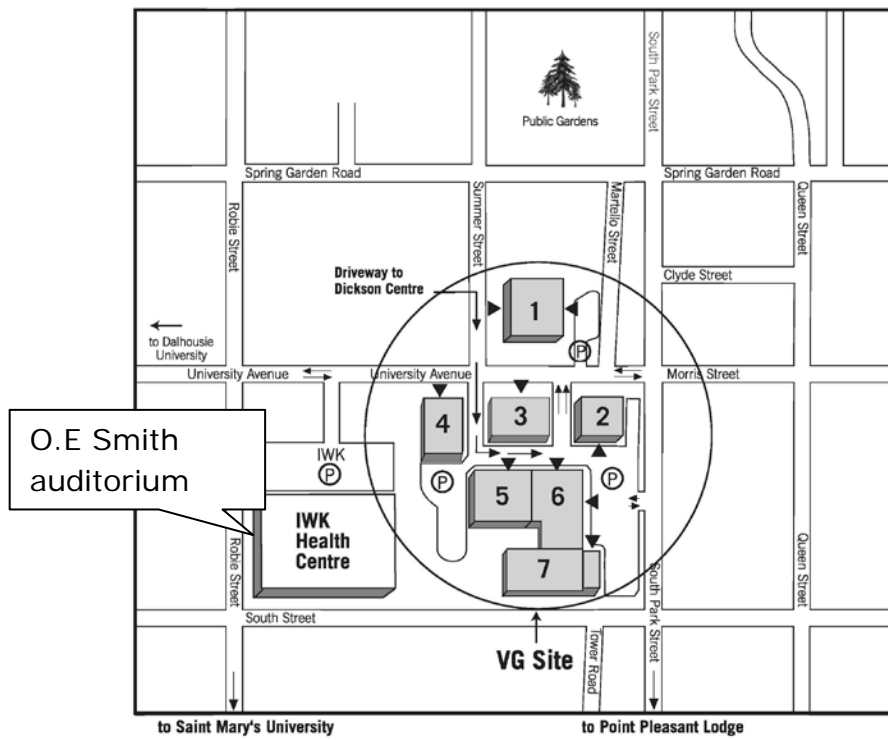 South Park Street
Public Gardens
Spring Garden Road
Spring Garden Road
Robie Street
Summer Street
Martello Street
Queen Street
Clyde Street
Driveway to
Dickson Centre
1
P
to Dalhousie
University
University Avenue
University Avenue
Morris Street
4
3
2
O.E Smith
auditorium
IWK
P
P
P
5
6
IWK
Health
Centre
7
Robie Street
South Park Street
Queen Street
South Street
VG Site
Tower Road
to Saint Mary's University
to Point Pleasant Lodge